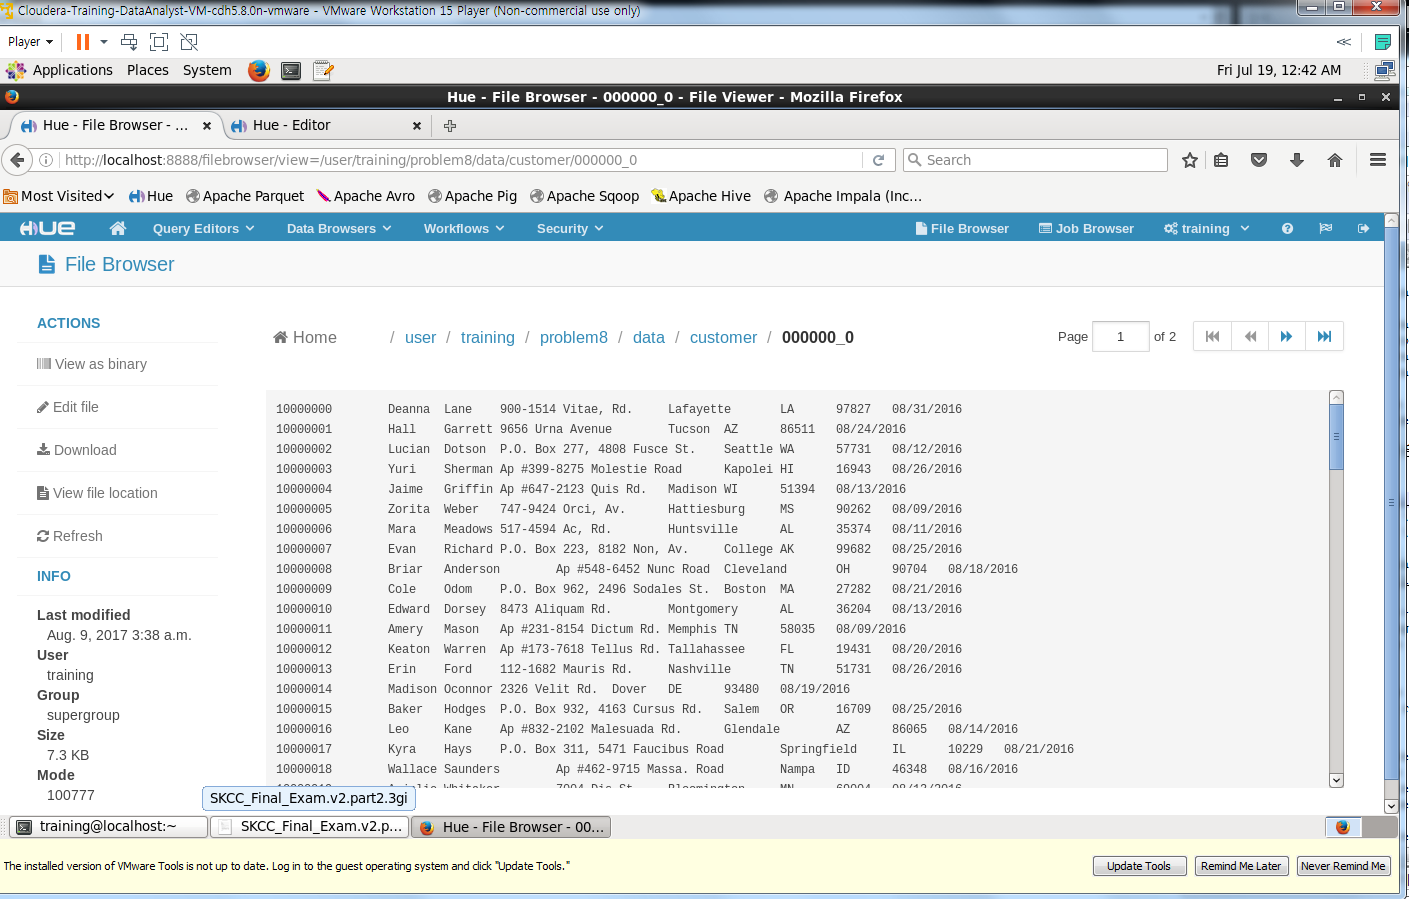 Cloudera-Training-DataAnalyst-VM-cdh5.8.0n-vmware - VMware Workstation 15 Player (Non-commercial use only)
Player
Applications Places System Fri Jul 19, 12:42 AM
Hue - File Browser - 000000_0 - File Viewer - Mozilla Firefox
Hue - File Browser - ... Hue - Editor
http://localhost:8888/filebrowser/view=/user/training/problem8/data/customer/000000_0 Search
Most Visited Hue Apache Parquet Apache Avro Apache Pig Apache Sqoop Apache Hive Apache Impala (Inc...
HUE Query Editors Data Browsers Workflows Security File Browser Job Browser training
File Browser
ACTIONS
View as binary
Edit file
Download
View file location
Refresh
INFO
Last modified
Aug. 9, 2017 3:38 a.m.
User
training
Group
supergroup
Size
7.3 KB
Mode
100777
Home / user / training / problem8 / data / customer / 000000_0 Page 1 of 2
10000000 Deanna Lane 900-1514 Vitae, Rd. Lafayette LA 97827 08/31/2016
10000001 Hall Garrett 9656 Urna Avenue Tucson AZ 86511 08/24/2016
10000002 Lucian Dotson P.O. Box 277, 4808 Fusce St. Seattle WA 57731 08/12/2016
10000003 Yuri Sherman Ap #399-8275 Molestie Road Kapolei HI 16943 08/26/2016
10000004 Jaime Griffin Ap #647-2123 Quis Rd. Madison WI 51394 08/13/2016
10000005 Zorita Weber 747-9424 Orci, Av. Hattiesburg MS 90262 08/09/2016
10000006 Mara Meadows 517-4594 Ac, Rd. Huntsville AL 35374 08/11/2016
10000007 Evan Richard P.O. Box 223, 8182 Non, Av. College AK 99682 08/25/2016
10000008 Briar Anderson Ap #548-6452 Nunc Road Cleveland OH 90704 08/18/2016
10000009 Cole Odom P.O. Box 962, 2496 Sodales St. Boston MA 27282 08/21/2016
10000010 Edward Dorsey 8473 Aliquam Rd. Montgomery AL 36204 08/13/2016
10000011 Amery Mason Ap #231-8154 Dictum Rd. Memphis TN 58035 08/09/2016
10000012 Keaton Warren Ap #173-7618 Tellus Rd. Tallahassee FL 19431 08/20/2016
10000013 Erin Ford 112-1682 Mauris Rd. Nashville TN 51731 08/26/2016
10000014 Madison Oconnor 2326 Velit Rd. Dover DE 93480 08/19/2016
10000015 Baker Hodges P.O. Box 932, 4163 Cursus Rd. Salem OR 16709 08/25/2016
10000016 Leo Kane Ap #832-2102 Malesuada Rd. Glendale AZ 86065 08/14/2016
10000017 Kyra Hays P.O. Box 311, 5471 Faucibus Road Springfield IL 10229 08/21/2016
10000018 Wallace Saunders Ap #462-9715 Massa. Road Nampa ID 46348 08/16/2016
SKCC_Final_Exam.v2.part2.3gi
training@localhost:~ SKCC_Final_Exam.v2.p... Hue - File Browser - 00...
The installed version of VMware Tools is not up to date. Log in to the guest operating system and click "Update Tools." Update Tools Remind Me Later Never Remind Me